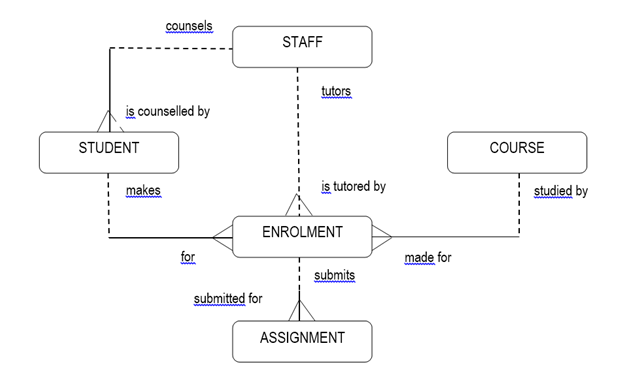 counsels
STAFF
tutors
is counselled by
STUDENT
COURSE
makes
is tutored by
studied by
ENROLMENT
for
made for
submits
submitted for
ASSIGNMENT